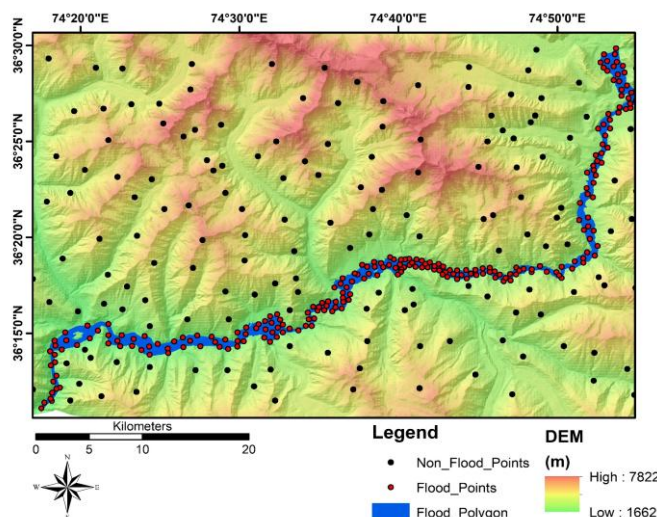 74°20'0"E 74°30'0"E 74°40'0"E 74°50'0"E
36°30'0"N
36°25'0"N
36°20'0"N
36°15'0"N
Kilometers
0 5 10 20
N
W E
S
Legend
Non_Flood_Points
Flood_Points
Flood_Polygon
DEM
(m)
High : 7822
Low : 1662